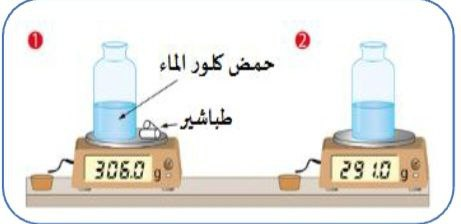 1
2
حمض كلور الماء
طباشير
306.0 g
291.0 g